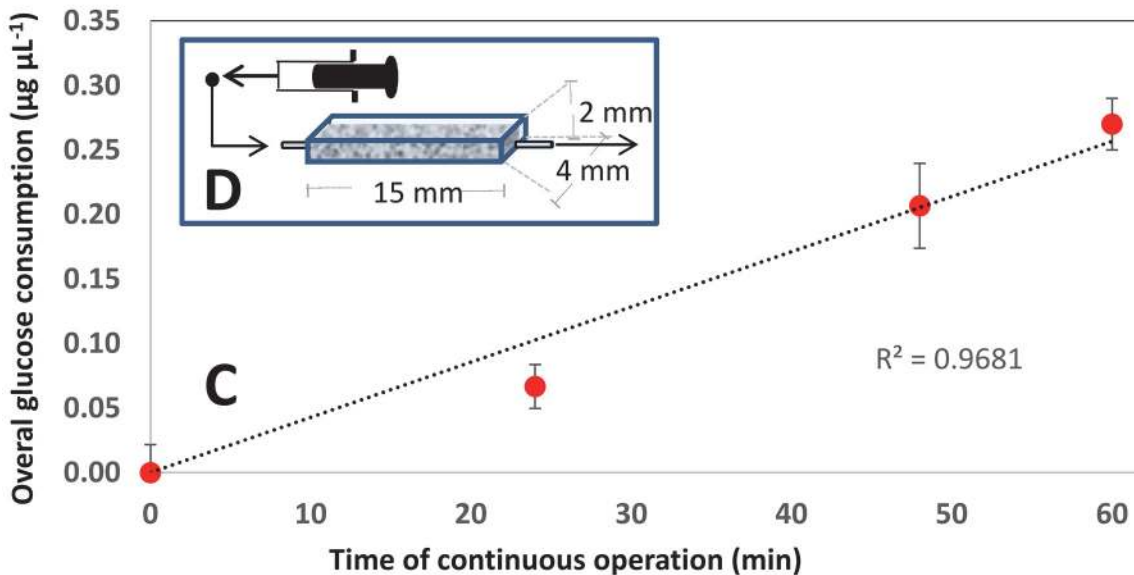 Overal glucose consumption (µg µL⁻¹)
0.35
0.30
0.25
0.20
0.15
0.10
0.05
0.00
D
2 mm
4 mm
15 mm
C
R² = 0.9681
0 10 20 30 40 50 60
Time of continuous operation (min)